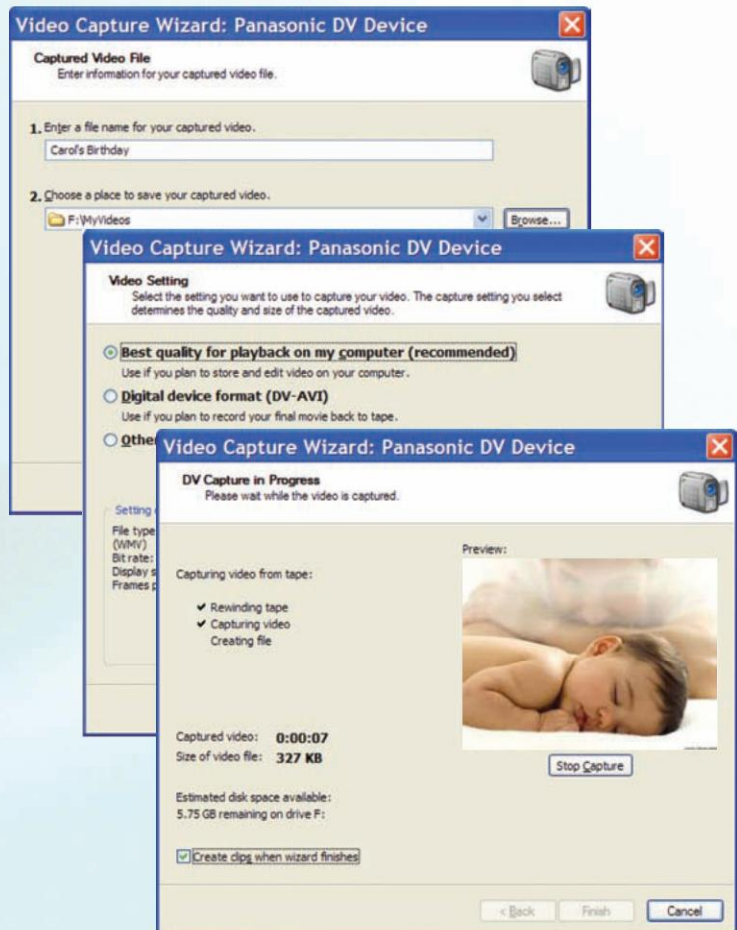 Video Capture Wizard: Panasonic DV Device
Captured Video File
Enter information for your captured video file.
1. Enter a file name for your captured video.
Carol's Birthday
2. Choose a place to save your captured video.
F:\MyVideos
Browse...
Video Capture Wizard: Panasonic DV Device
Video Setting
Select the setting you want to use to capture your video. The capture setting you select
determines the quality and size of the captured video.
Best quality for playback on my computer (recommended)
Use if you plan to store and edit video on your computer.
Digital device format (DV-AVI)
Use if you plan to record your final movie back to tape.
Othe
Setting
File type
(WMV)
Bit rate:
Display s
Frames p
Video Capture Wizard: Panasonic DV Device
DV Capture in Progress
Please wait while the video is captured.
Capturing video from tape:
Rewinding tape
Capturing video
Creating file
Preview:
Captured video: 0:00:07
Size of video file: 327 KB
Stop Capture
Estimated disk space available:
5.75 GB remaining on drive F:
Create clips when wizard finishes
< Back
Finish
Cancel